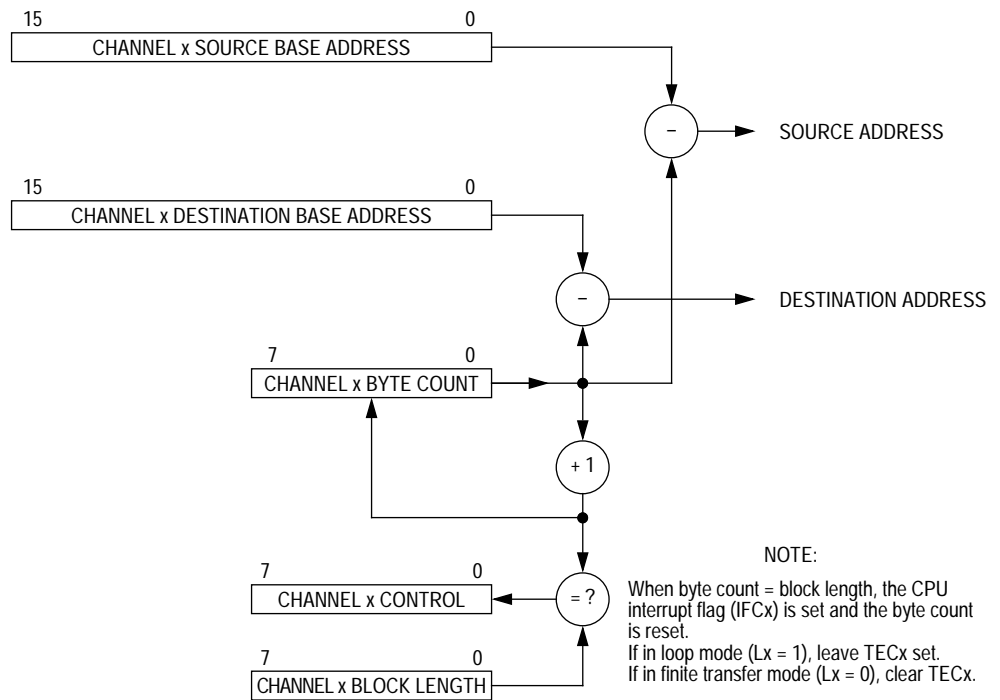 15 0
CHANNEL x SOURCE BASE ADDRESS
– SOURCE ADDRESS
15 0
CHANNEL x DESTINATION BASE ADDRESS
– DESTINATION ADDRESS
7 0
CHANNEL x BYTE COUNT
+ 1
7 0
CHANNEL x CONTROL
= ?
7 0
CHANNEL x BLOCK LENGTH
NOTE:
When byte count = block length, the CPU
interrupt flag (IFCx) is set and the byte count
is reset.
If in loop mode (Lx = 1), leave TECx set.
If in finite transfer mode (Lx = 0), clear TECx.